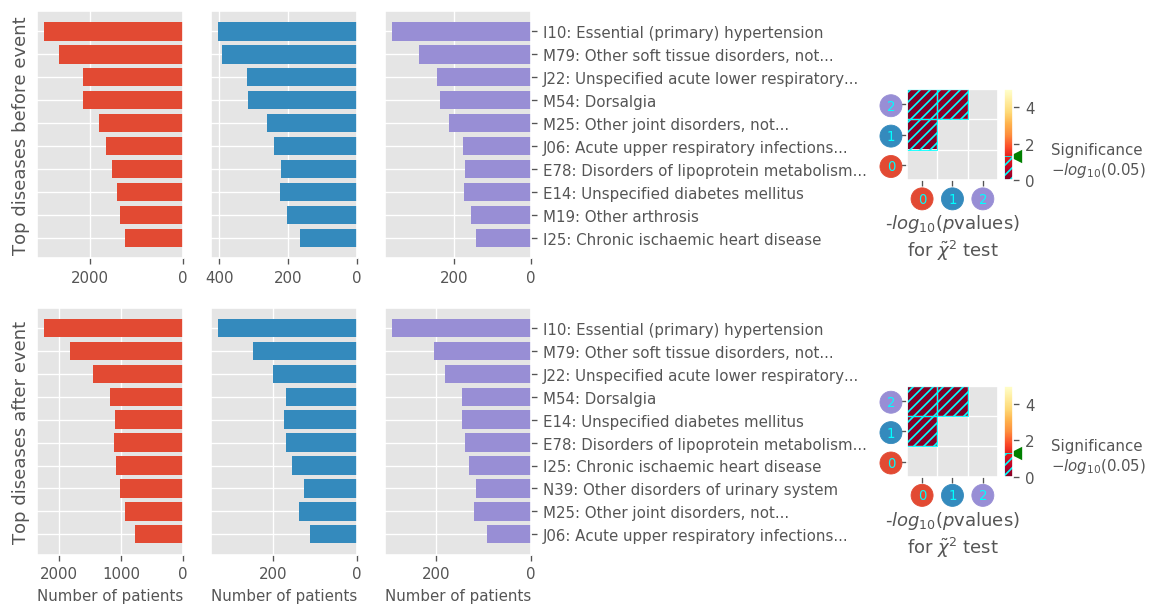 Top diseases before event
I10: Essential (primary) hypertension
M79: Other soft tissue disorders, not...
J22: Unspecified acute lower respiratory...
M54: Dorsalgia
M25: Other joint disorders, not...
J06: Acute upper respiratory infections...
E78: Disorders of lipoprotein metabolism...
E14: Unspecified diabetes mellitus
M19: Other arthrosis
I25: Chronic ischaemic heart disease
2000 0
400 200 0
200 0
2
1
0
0 1 2
4
2
0
Significance
−log10(0.05)
-log10(pvalues)
for χ̃² test
Top diseases after event
I10: Essential (primary) hypertension
M79: Other soft tissue disorders, not...
J22: Unspecified acute lower respiratory...
M54: Dorsalgia
E14: Unspecified diabetes mellitus
E78: Disorders of lipoprotein metabolism...
I25: Chronic ischaemic heart disease
N39: Other disorders of urinary system
M25: Other joint disorders, not...
J06: Acute upper respiratory infections...
2000 1000 0
200 0
200 0
Number of patients
Number of patients
Number of patients
2
1
0
0 1 2
4
2
0
Significance
−log10(0.05)
-log10(pvalues)
for χ̃² test